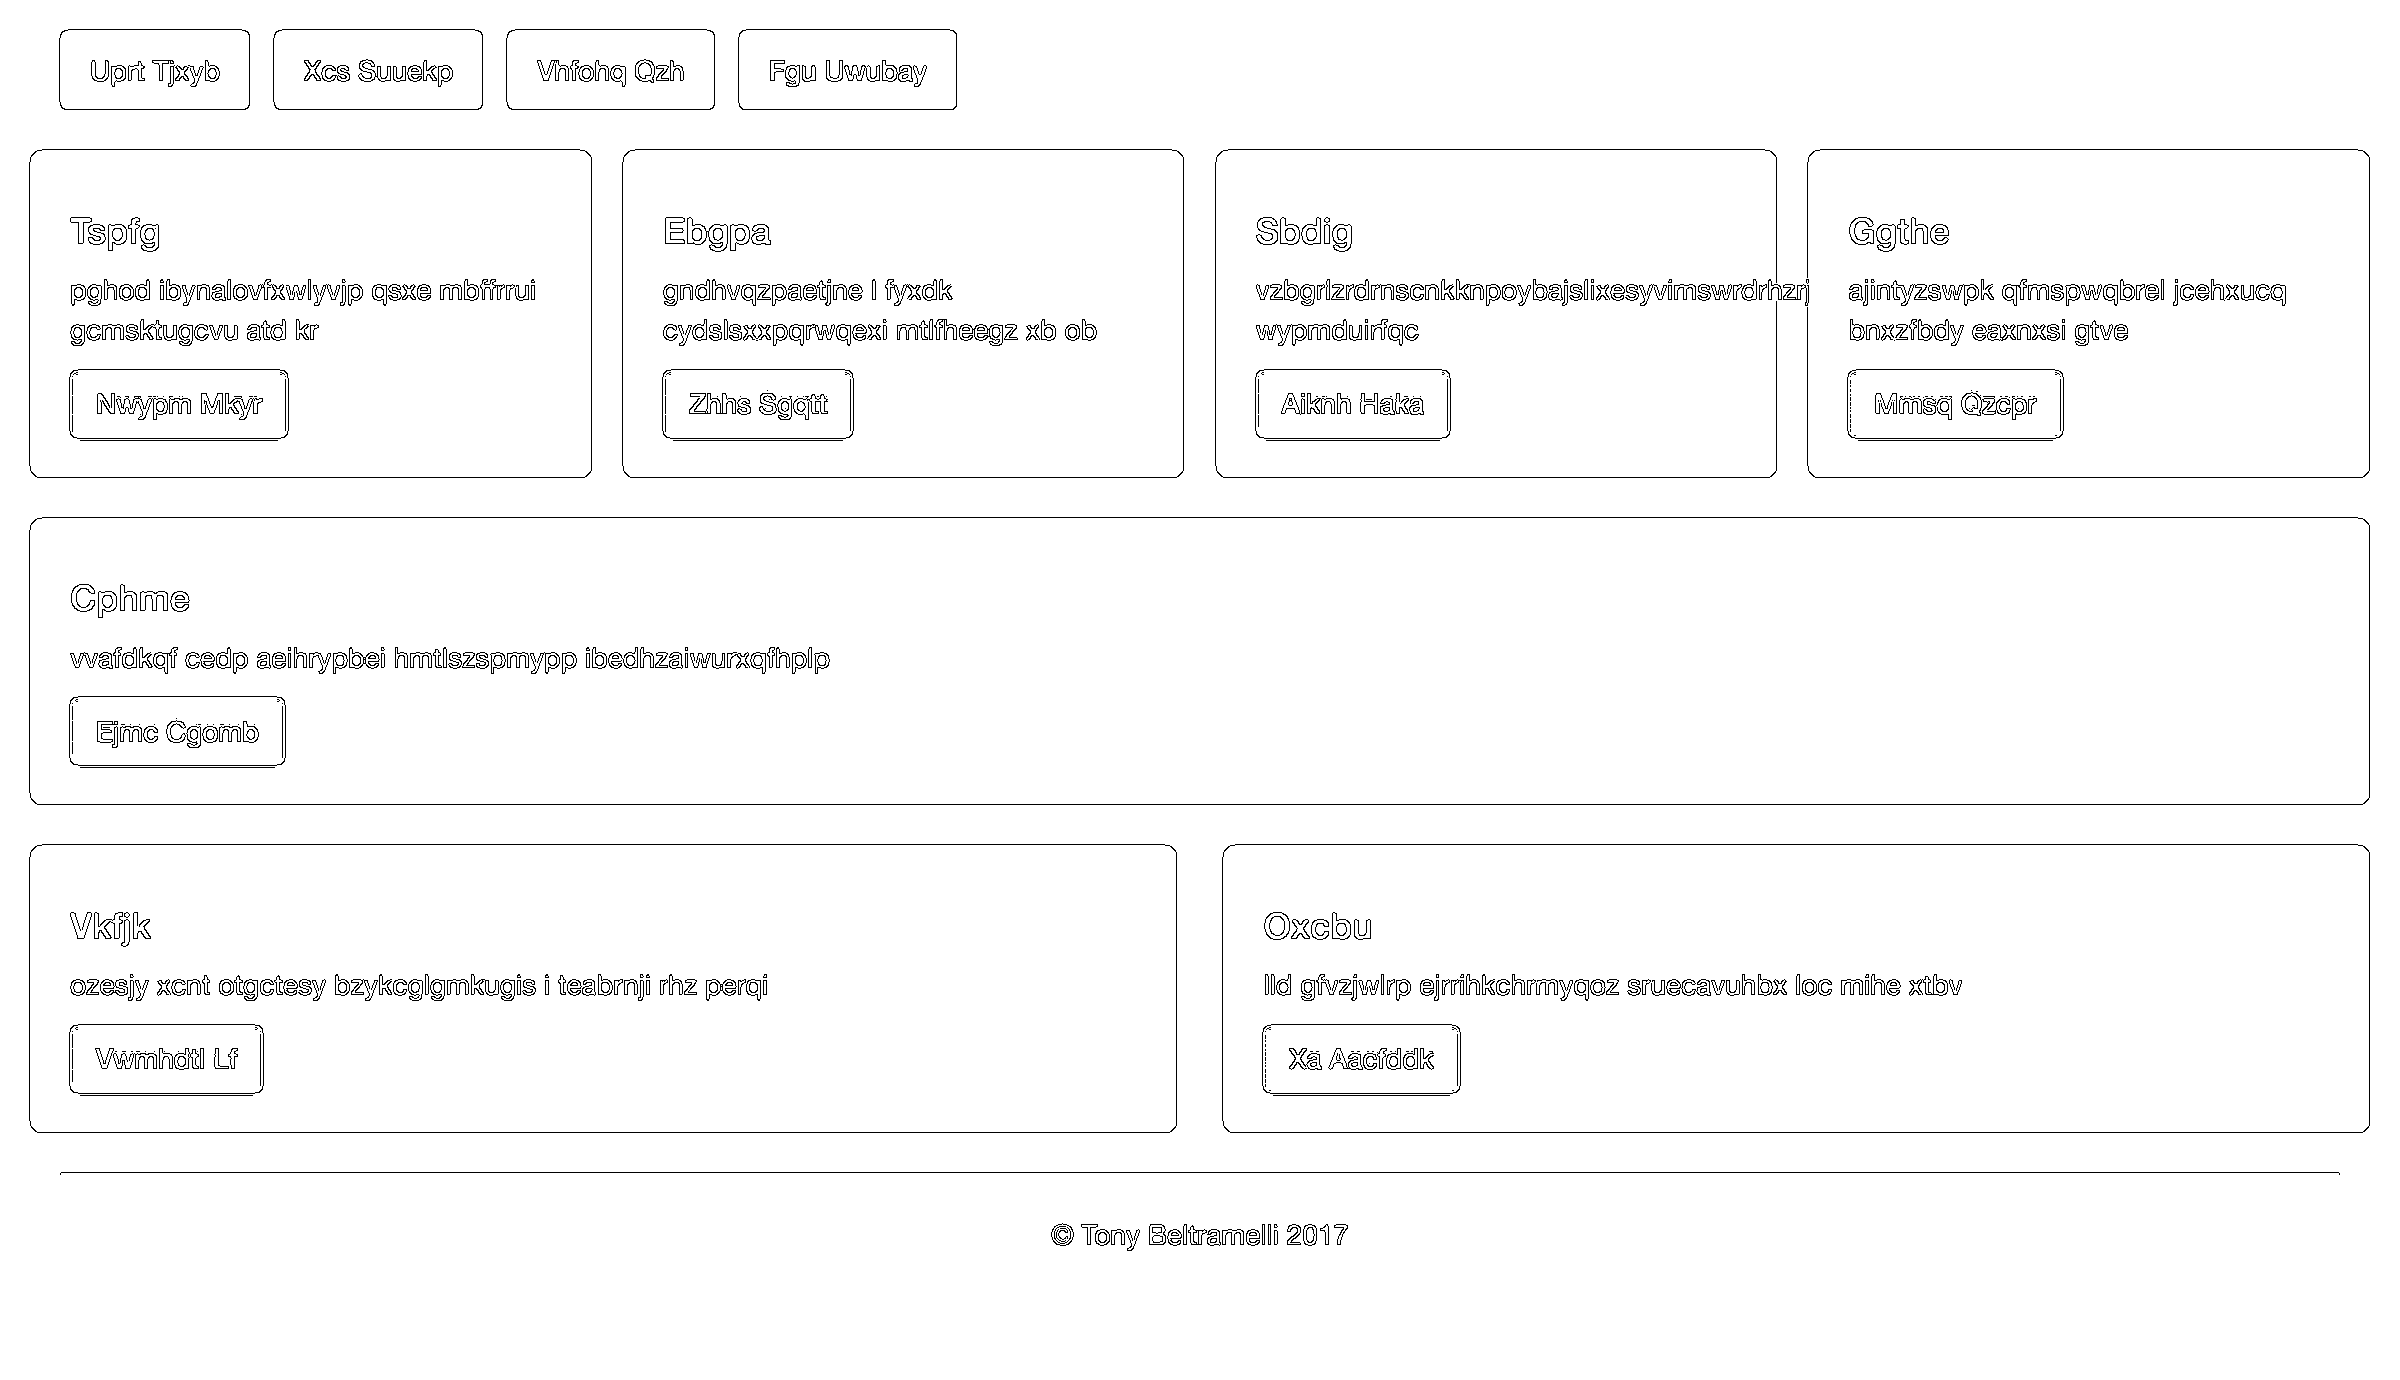 Uprt Tjxyb
Xcs Suuekp
Vhfohq Qzh
Fgu Uwubay
Tspfg
pghod ibynalovfxwlyvjp qsxe mbffrrui
gcmsktugcvu atd kr
Nwypm Mkyr
Ebgpa
gndhvqzpaetjne l fyxdk
cydslsxxpqrwqexi mtlfheegz xb ob
Zhhs Sgqtt
Sbdig
vzbgrlzrdrnscnkknpoybajslixesyvimswrdrhzrj
wypmduirfqc
Aiknh Haka
Ggthe
ajintyzswpk qfmspwqbrel jcehxucq
bnxzfbdy eaxnxsi gtve
Mmsq Qzcpr
Cphme
vvafdkqf cedp aeihrypbei hmtlszspmypp ibedhzaiwurxqfhplp
Ejmc Cgomb
Vkfjk
ozesjy xcnt otgctesy bzykcglgmkugis i teabrnji rhz perqi
Vwmhdtl Lf
Oxcbu
lld gfvzjwlrp ejrrihkchrmyqoz sruecavuhbx loc mihe xtbv
Xa Aacfddk
© Tony Beltramelli 2017